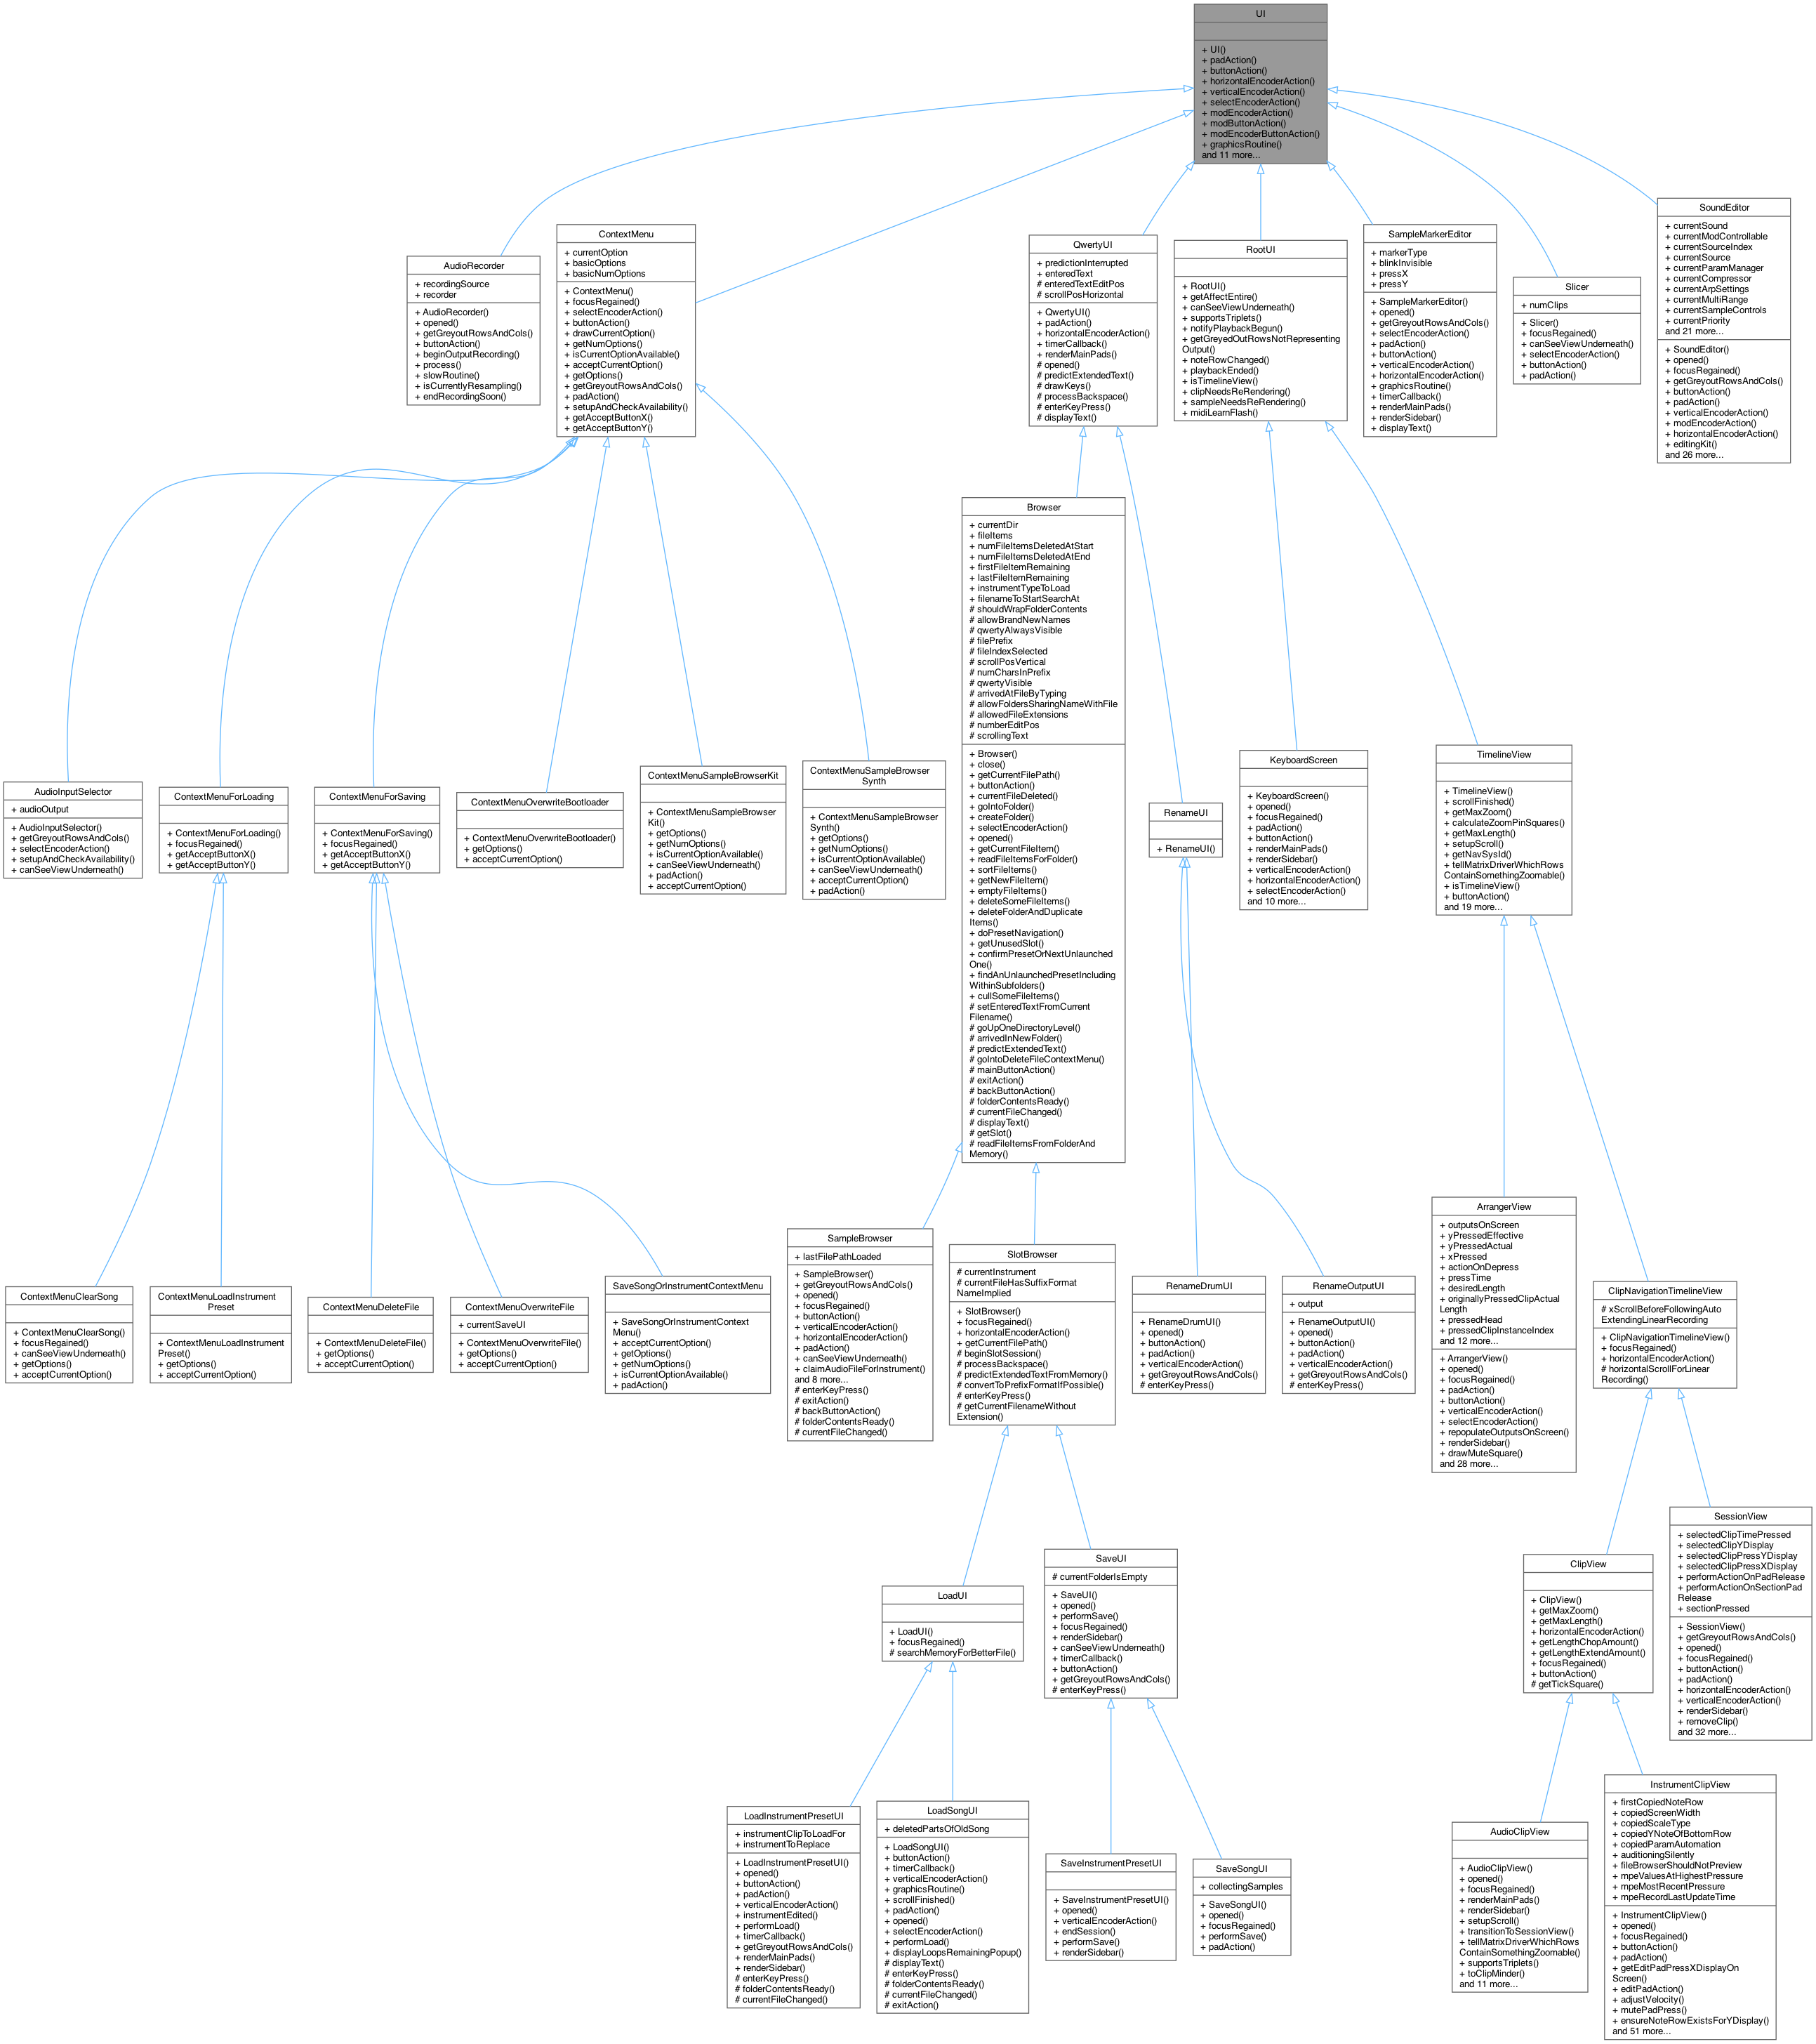 UI
+ UI()
+ padAction()
+ buttonAction()
+ horizontalEncoderAction()
+ verticalEncoderAction()
+ selectEncoderAction()
+ modEncoderAction()
+ modButtonAction()
+ modEncoderButtonAction()
+ graphicsRoutine()
and 11 more...
AudioRecorder
+ recordingSource
+ recorder
+ AudioRecorder()
+ opened()
+ getGreyoutRowsAndCols()
+ buttonAction()
+ beginOutputRecording()
+ process()
+ slowRoutine()
+ isCurrentlyResampling()
+ endRecordingSoon()
ContextMenu
+ currentOption
+ basicOptions
+ basicNumOptions
+ ContextMenu()
+ focusRegained()
+ selectEncoderAction()
+ buttonAction()
+ drawCurrentOption()
+ getNumOptions()
+ isCurrentOptionAvailable()
+ acceptCurrentOption()
+ getOptions()
+ getGreyoutRowsAndCols()
+ padAction()
+ setupAndCheckAvailability()
+ getAcceptButtonX()
+ getAcceptButtonY()
QwertyUI
+ predictionInterrupted
+ enteredText
# enteredTextEditPos
# scrollPosHorizontal
+ QwertyUI()
+ padAction()
+ horizontalEncoderAction()
+ timerCallback()
+ renderMainPads()
# opened()
# predictExtendedText()
# drawKeys()
# processBackspace()
# enterKeyPress()
# displayText()
RootUI
+ RootUI()
+ getAffectEntire()
+ canSeeViewUnderneath()
+ supportsTriplets()
+ notifyPlaybackBegun()
+ getGreyedOutRowsNotRepresenting
Output()
+ noteRowChanged()
+ playbackEnded()
+ isTimelineView()
+ clipNeedsReRendering()
+ sampleNeedsReRendering()
+ midiLearnFlash()
SampleMarkerEditor
+ markerType
+ blinkInvisible
+ pressX
+ pressY
+ SampleMarkerEditor()
+ opened()
+ getGreyoutRowsAndCols()
+ selectEncoderAction()
+ padAction()
+ buttonAction()
+ verticalEncoderAction()
+ horizontalEncoderAction()
+ graphicsRoutine()
+ timerCallback()
+ renderMainPads()
+ renderSidebar()
+ displayText()
Slicer
+ numClips
+ Slicer()
+ focusRegained()
+ canSeeViewUnderneath()
+ selectEncoderAction()
+ buttonAction()
+ padAction()
SoundEditor
+ currentSound
+ currentModControllable
+ currentSourceIndex
+ currentSource
+ currentParamManager
+ currentCompressor
+ currentArpSettings
+ currentMultiRange
+ currentSampleControls
+ currentPriority
and 21 more...
+ SoundEditor()
+ opened()
+ focusRegained()
+ getGreyoutRowsAndCols()
+ buttonAction()
+ padAction()
+ verticalEncoderAction()
+ modEncoderAction()
+ horizontalEncoderAction()
+ editingKit()
and 26 more...
Browser
+ currentDir
+ fileItems
+ numFileItemsDeletedAtStart
+ numFileItemsDeletedAtEnd
+ firstFileItemRemaining
+ lastFileItemRemaining
+ instrumentTypeToLoad
+ filenameToStartSearchAt
# shouldWrapFolderContents
# allowBrandNewNames
# qwertyAlwaysVisible
# filePrefix
# fileIndexSelected
# scrollPosVertical
# numCharsInPrefix
# qwertyVisible
# arrivedAtFileByTyping
# allowFoldersSharingNameWithFile
# allowedFileExtensions
# numberEditPos
# scrollingText
+ Browser()
+ close()
+ getCurrentFilePath()
+ buttonAction()
+ currentFileDeleted()
+ goIntoFolder()
+ createFolder()
+ selectEncoderAction()
+ opened()
+ getCurrentFileItem()
+ readFileItemsForFolder()
+ sortFileItems()
+ getNewFileItem()
+ emptyFileItems()
+ deleteSomeFileItems()
+ deleteFolderAndDuplicate
Items()
+ doPresetNavigation()
+ getUnusedSlot()
+ confirmPresetOrNextUnlaunched
One()
+ findAnUnlaunchedPresetIncluding
WithinSubfolders()
+ cullSomeFileItems()
# setEnteredTextFromCurrent
Filename()
# goUpOneDirectoryLevel()
# arrivedInNewFolder()
# predictExtendedText()
# goIntoDeleteFileContextMenu()
# mainButtonAction()
# exitAction()
# backButtonAction()
# folderContentsReady()
# currentFileChanged()
# displayText()
# getSlot()
# readFileItemsFromFolderAnd
Memory()
AudioInputSelector
+ audioOutput
+ AudioInputSelector()
+ getGreyoutRowsAndCols()
+ selectEncoderAction()
+ setupAndCheckAvailability()
+ canSeeViewUnderneath()
ContextMenuForLoading
+ ContextMenuForLoading()
+ focusRegained()
+ getAcceptButtonX()
+ getAcceptButtonY()
ContextMenuForSaving
+ ContextMenuForSaving()
+ focusRegained()
+ getAcceptButtonX()
+ getAcceptButtonY()
ContextMenuOverwriteBootloader
+ ContextMenuOverwriteBootloader()
+ getOptions()
+ acceptCurrentOption()
ContextMenuSampleBrowserKit
+ ContextMenuSampleBrowser
Kit()
+ getOptions()
+ getNumOptions()
+ isCurrentOptionAvailable()
+ canSeeViewUnderneath()
+ padAction()
+ acceptCurrentOption()
ContextMenuSampleBrowser
Synth
+ ContextMenuSampleBrowser
Synth()
+ getOptions()
+ getNumOptions()
+ isCurrentOptionAvailable()
+ canSeeViewUnderneath()
+ acceptCurrentOption()
+ padAction()
RenameUI
+ RenameUI()
KeyboardScreen
+ KeyboardScreen()
+ opened()
+ focusRegained()
+ padAction()
+ buttonAction()
+ renderMainPads()
+ renderSidebar()
+ verticalEncoderAction()
+ horizontalEncoderAction()
+ selectEncoderAction()
and 10 more...
TimelineView
+ TimelineView()
+ scrollFinished()
+ getMaxZoom()
+ calculateZoomPinSquares()
+ getMaxLength()
+ setupScroll()
+ getNavSysId()
+ tellMatrixDriverWhichRows
ContainSomethingZoomable()
+ isTimelineView()
+ buttonAction()
and 19 more...
ContextMenuClearSong
+ ContextMenuClearSong()
+ focusRegained()
+ canSeeViewUnderneath()
+ getOptions()
+ acceptCurrentOption()
ContextMenuLoadInstrument
Preset
+ ContextMenuLoadInstrument
Preset()
+ getOptions()
+ acceptCurrentOption()
ContextMenuDeleteFile
+ ContextMenuDeleteFile()
+ getOptions()
+ acceptCurrentOption()
ContextMenuOverwriteFile
+ currentSaveUI
+ ContextMenuOverwriteFile()
+ getOptions()
+ acceptCurrentOption()
SaveSongOrInstrumentContextMenu
+ SaveSongOrInstrumentContext
Menu()
+ acceptCurrentOption()
+ getOptions()
+ getNumOptions()
+ isCurrentOptionAvailable()
+ padAction()
SampleBrowser
+ lastFilePathLoaded
+ SampleBrowser()
+ getGreyoutRowsAndCols()
+ opened()
+ focusRegained()
+ buttonAction()
+ verticalEncoderAction()
+ horizontalEncoderAction()
+ padAction()
+ canSeeViewUnderneath()
+ claimAudioFileForInstrument()
and 8 more...
# enterKeyPress()
# exitAction()
# backButtonAction()
# folderContentsReady()
# currentFileChanged()
SlotBrowser
# currentInstrument
# currentFileHasSuffixFormat
NameImplied
+ SlotBrowser()
+ focusRegained()
+ horizontalEncoderAction()
+ getCurrentFilePath()
# beginSlotSession()
# processBackspace()
# predictExtendedTextFromMemory()
# convertToPrefixFormatIfPossible()
# enterKeyPress()
# getCurrentFilenameWithout
Extension()
RenameDrumUI
+ RenameDrumUI()
+ opened()
+ buttonAction()
+ padAction()
+ verticalEncoderAction()
+ getGreyoutRowsAndCols()
# enterKeyPress()
RenameOutputUI
+ output
+ RenameOutputUI()
+ opened()
+ buttonAction()
+ padAction()
+ verticalEncoderAction()
+ getGreyoutRowsAndCols()
# enterKeyPress()
ArrangerView
+ outputsOnScreen
+ yPressedEffective
+ yPressedActual
+ xPressed
+ actionOnDepress
+ pressTime
+ desiredLength
+ originallyPressedClipActual
Length
+ pressedHead
+ pressedClipInstanceIndex
and 12 more...
+ ArrangerView()
+ opened()
+ focusRegained()
+ padAction()
+ buttonAction()
+ verticalEncoderAction()
+ selectEncoderAction()
+ repopulateOutputsOnScreen()
+ renderSidebar()
+ drawMuteSquare()
and 28 more...
ClipNavigationTimelineView
# xScrollBeforeFollowingAuto
ExtendingLinearRecording
+ ClipNavigationTimelineView()
+ focusRegained()
+ horizontalEncoderAction()
# horizontalScrollForLinear
Recording()
SaveUI
# currentFolderIsEmpty
+ SaveUI()
+ opened()
+ performSave()
+ focusRegained()
+ renderSidebar()
+ canSeeViewUnderneath()
+ timerCallback()
+ buttonAction()
+ getGreyoutRowsAndCols()
# enterKeyPress()
LoadUI
+ LoadUI()
+ focusRegained()
# searchMemoryForBetterFile()
ClipView
+ ClipView()
+ getMaxZoom()
+ getMaxLength()
+ horizontalEncoderAction()
+ getLengthChopAmount()
+ getLengthExtendAmount()
+ focusRegained()
+ buttonAction()
# getTickSquare()
SessionView
+ selectedClipTimePressed
+ selectedClipYDisplay
+ selectedClipPressYDisplay
+ selectedClipPressXDisplay
+ performActionOnPadRelease
+ performActionOnSectionPad
Release
+ sectionPressed
+ SessionView()
+ getGreyoutRowsAndCols()
+ opened()
+ focusRegained()
+ buttonAction()
+ padAction()
+ horizontalEncoderAction()
+ verticalEncoderAction()
+ renderSidebar()
+ removeClip()
and 32 more...
LoadInstrumentPresetUI
+ instrumentClipToLoadFor
+ instrumentToReplace
+ LoadInstrumentPresetUI()
+ opened()
+ buttonAction()
+ padAction()
+ verticalEncoderAction()
+ instrumentEdited()
+ performLoad()
+ timerCallback()
+ getGreyoutRowsAndCols()
+ renderMainPads()
+ renderSidebar()
# enterKeyPress()
# folderContentsReady()
# currentFileChanged()
LoadSongUI
+ deletedPartsOfOldSong
+ LoadSongUI()
+ buttonAction()
+ timerCallback()
+ verticalEncoderAction()
+ graphicsRoutine()
+ scrollFinished()
+ padAction()
+ opened()
+ selectEncoderAction()
+ performLoad()
+ displayLoopsRemainingPopup()
# displayText()
# enterKeyPress()
# folderContentsReady()
# currentFileChanged()
# exitAction()
SaveInstrumentPresetUI
+ SaveInstrumentPresetUI()
+ opened()
+ verticalEncoderAction()
+ endSession()
+ performSave()
+ renderSidebar()
SaveSongUI
+ collectingSamples
+ SaveSongUI()
+ opened()
+ focusRegained()
+ performSave()
+ padAction()
AudioClipView
+ AudioClipView()
+ opened()
+ focusRegained()
+ renderMainPads()
+ renderSidebar()
+ setupScroll()
+ transitionToSessionView()
+ tellMatrixDriverWhichRows
ContainSomethingZoomable()
+ supportsTriplets()
+ toClipMinder()
and 11 more...
InstrumentClipView
+ firstCopiedNoteRow
+ copiedScreenWidth
+ copiedScaleType
+ copiedYNoteOfBottomRow
+ copiedParamAutomation
+ auditioningSilently
+ fileBrowserShouldNotPreview
+ mpeValuesAtHighestPressure
+ mpeMostRecentPressure
+ mpeRecordLastUpdateTime
+ InstrumentClipView()
+ opened()
+ focusRegained()
+ buttonAction()
+ padAction()
+ getEditPadPressXDisplayOn
Screen()
+ editPadAction()
+ adjustVelocity()
+ mutePadPress()
+ ensureNoteRowExistsForYDisplay()
and 51 more...